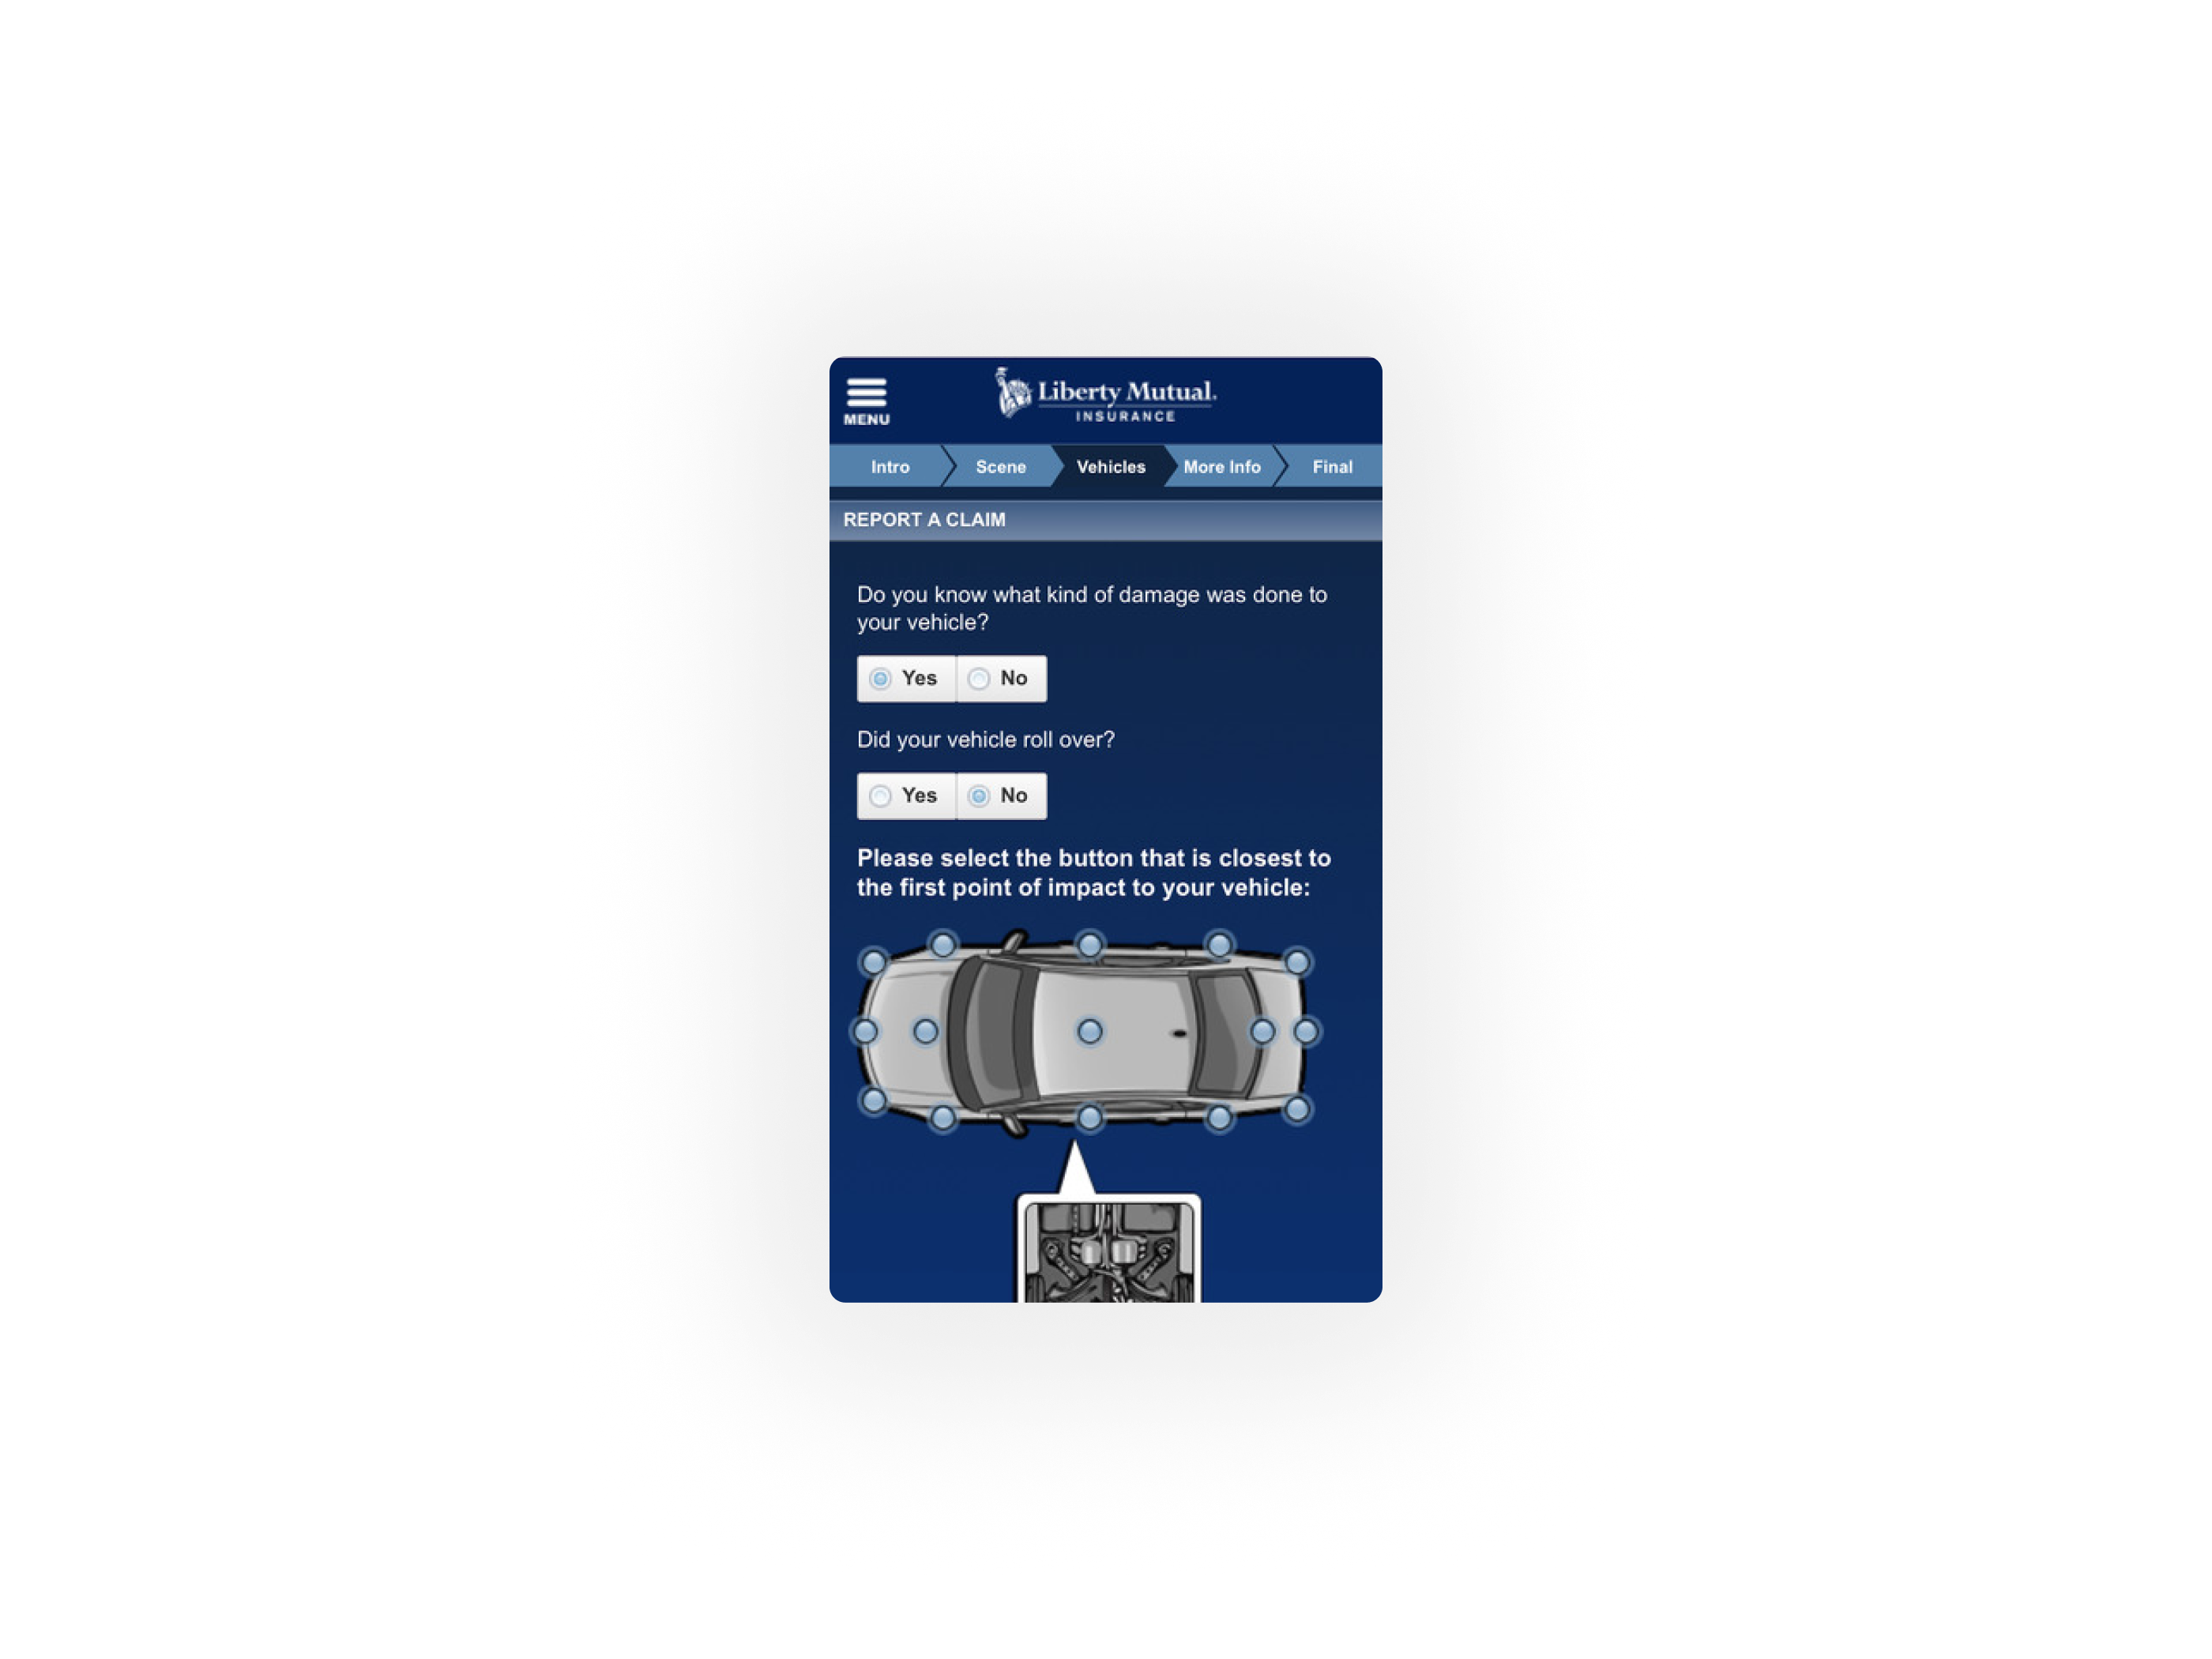 MENU
Liberty Mutual.
INSURANCE
Intro
Scene
Vehicles
More Info
Final
REPORT A CLAIM
Do you know what kind of damage was done to
your vehicle?
Yes
No
Did your vehicle roll over?
Yes
No
Please select the button that is closest to
the first point of impact to your vehicle: